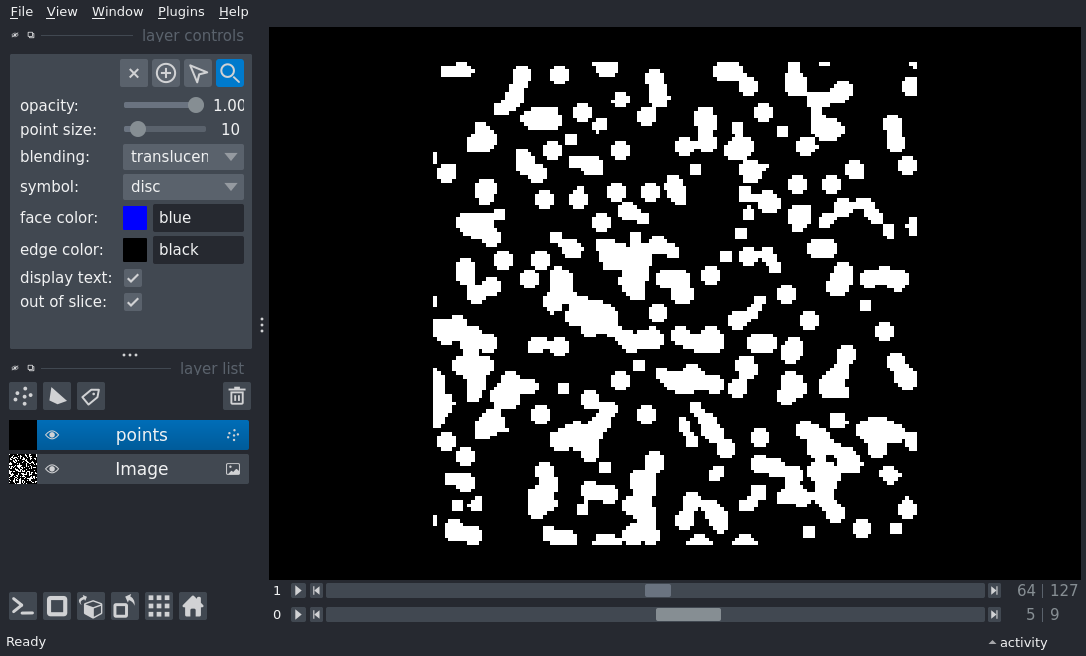 File View Window Plugins Help
layer controls
opacity: 1.00
point size: 10
blending: translucen
symbol: disc
face color: blue
edge color: black
display text:
out of slice:
layer list
points
Image
1 64 127
0 5 9
Ready activity